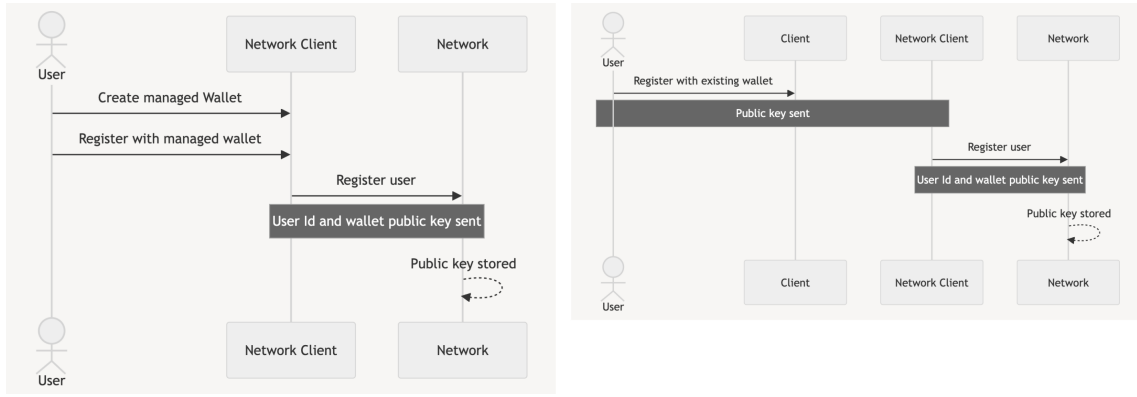 User
Network Client
Network
Create managed Wallet
Register with managed wallet
Register user
User Id and wallet public key sent
Public key stored
User
Network Client
Network
User
Client
Network Client
Network
Register with existing wallet
Public key sent
Register user
User Id and wallet public key sent
Public key stored
User
Client
Network Client
Network